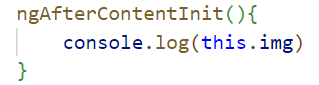 ngAfterContentInit(){
    console.log(this.img)
}